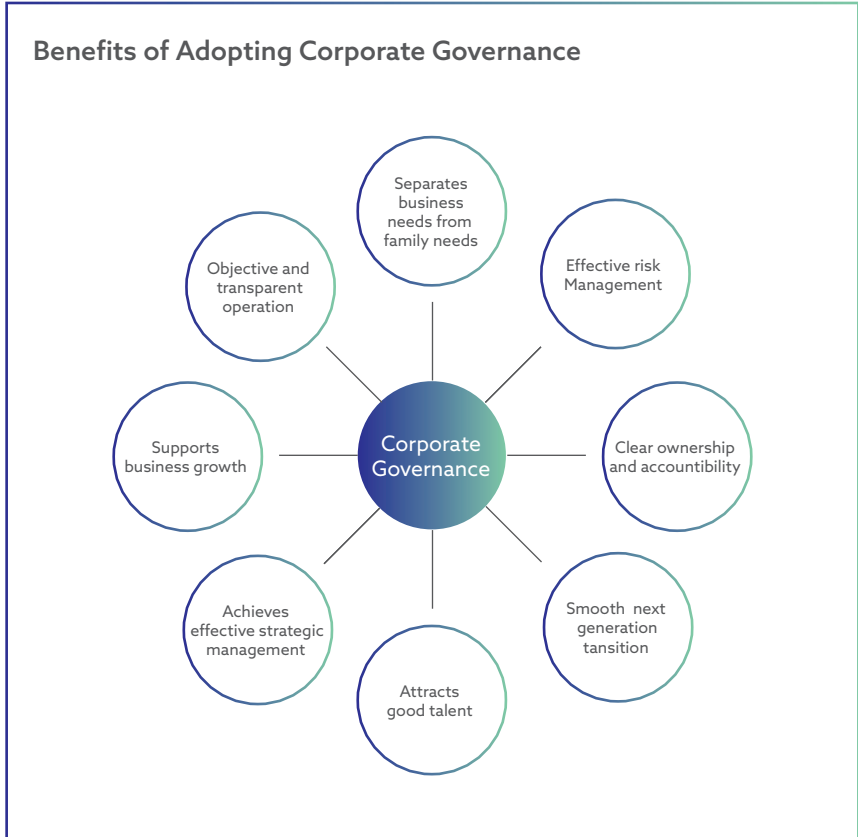 Benefits of Adopting Corporate Governance
Separates
business
needs from
family needs
Effective risk
Management
Clear ownership
and accountibility
Smooth next
generation
tansition
Attracts
good talent
Achieves
effective strategic
management
Supports
business growth
Objective and
transparent
operation
Corporate
Governance